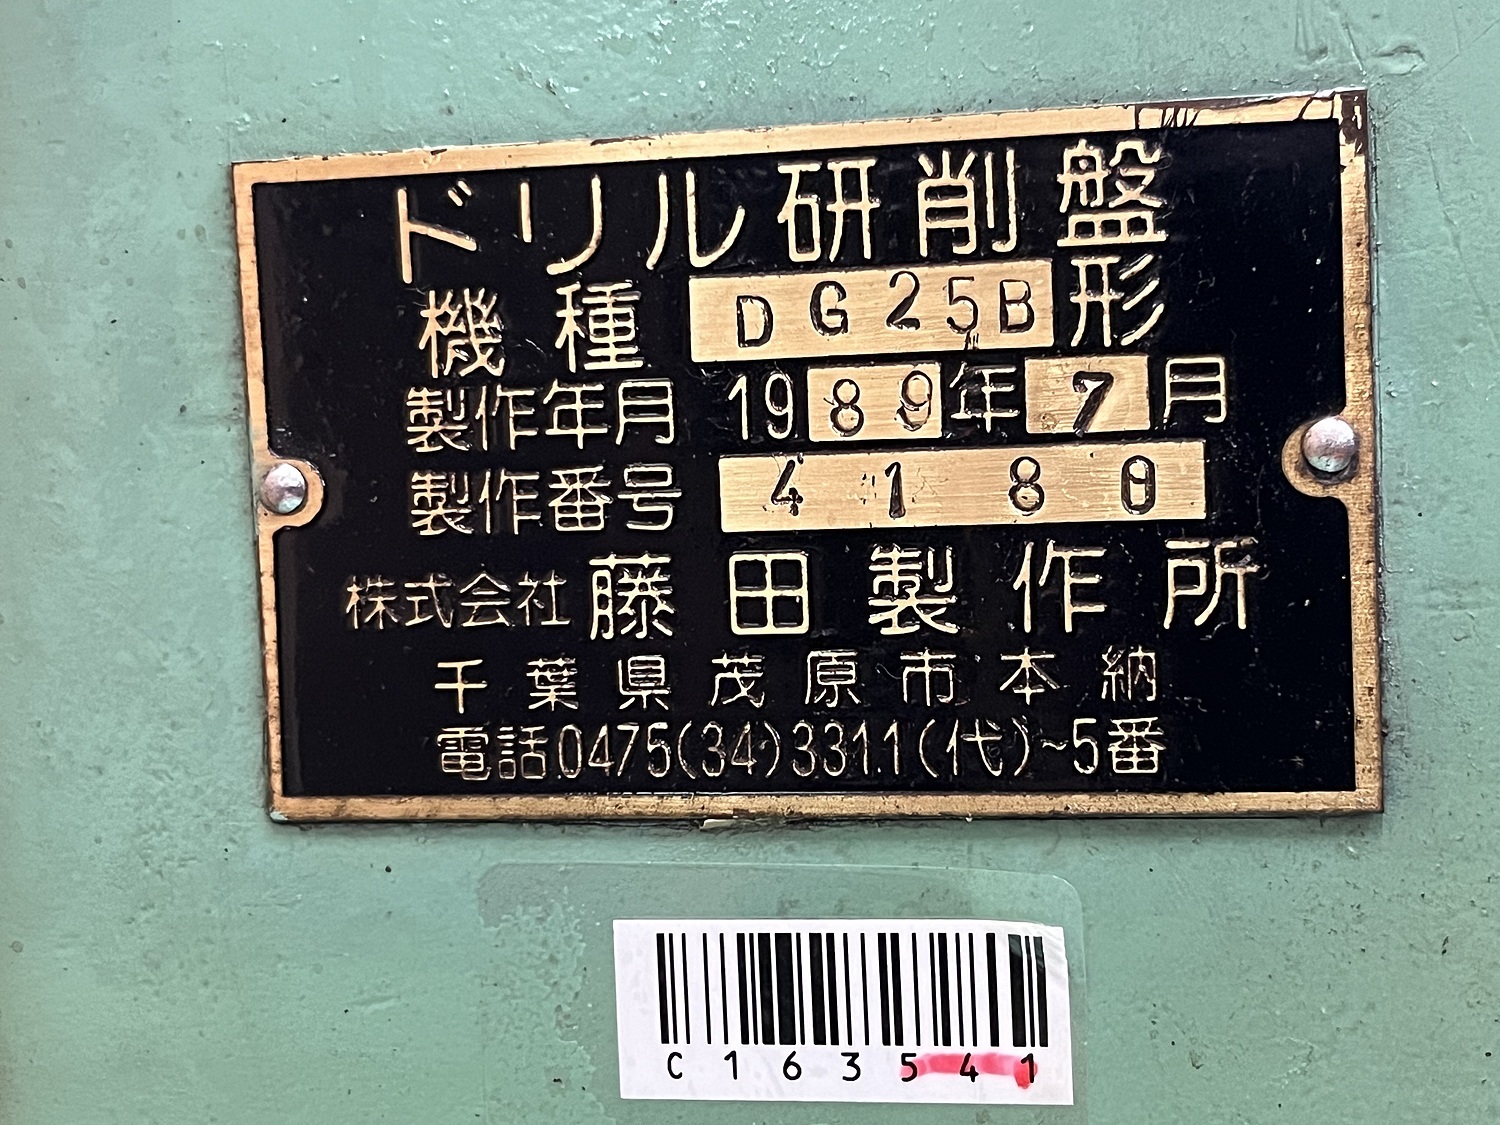 ドリル研削盤
機種 DG25B形
製作年月 1989年7月
製作番号 4180
株式会社藤田製作所
千葉県茂原市本納
電話0475(34)3311(代)~5番
C163541